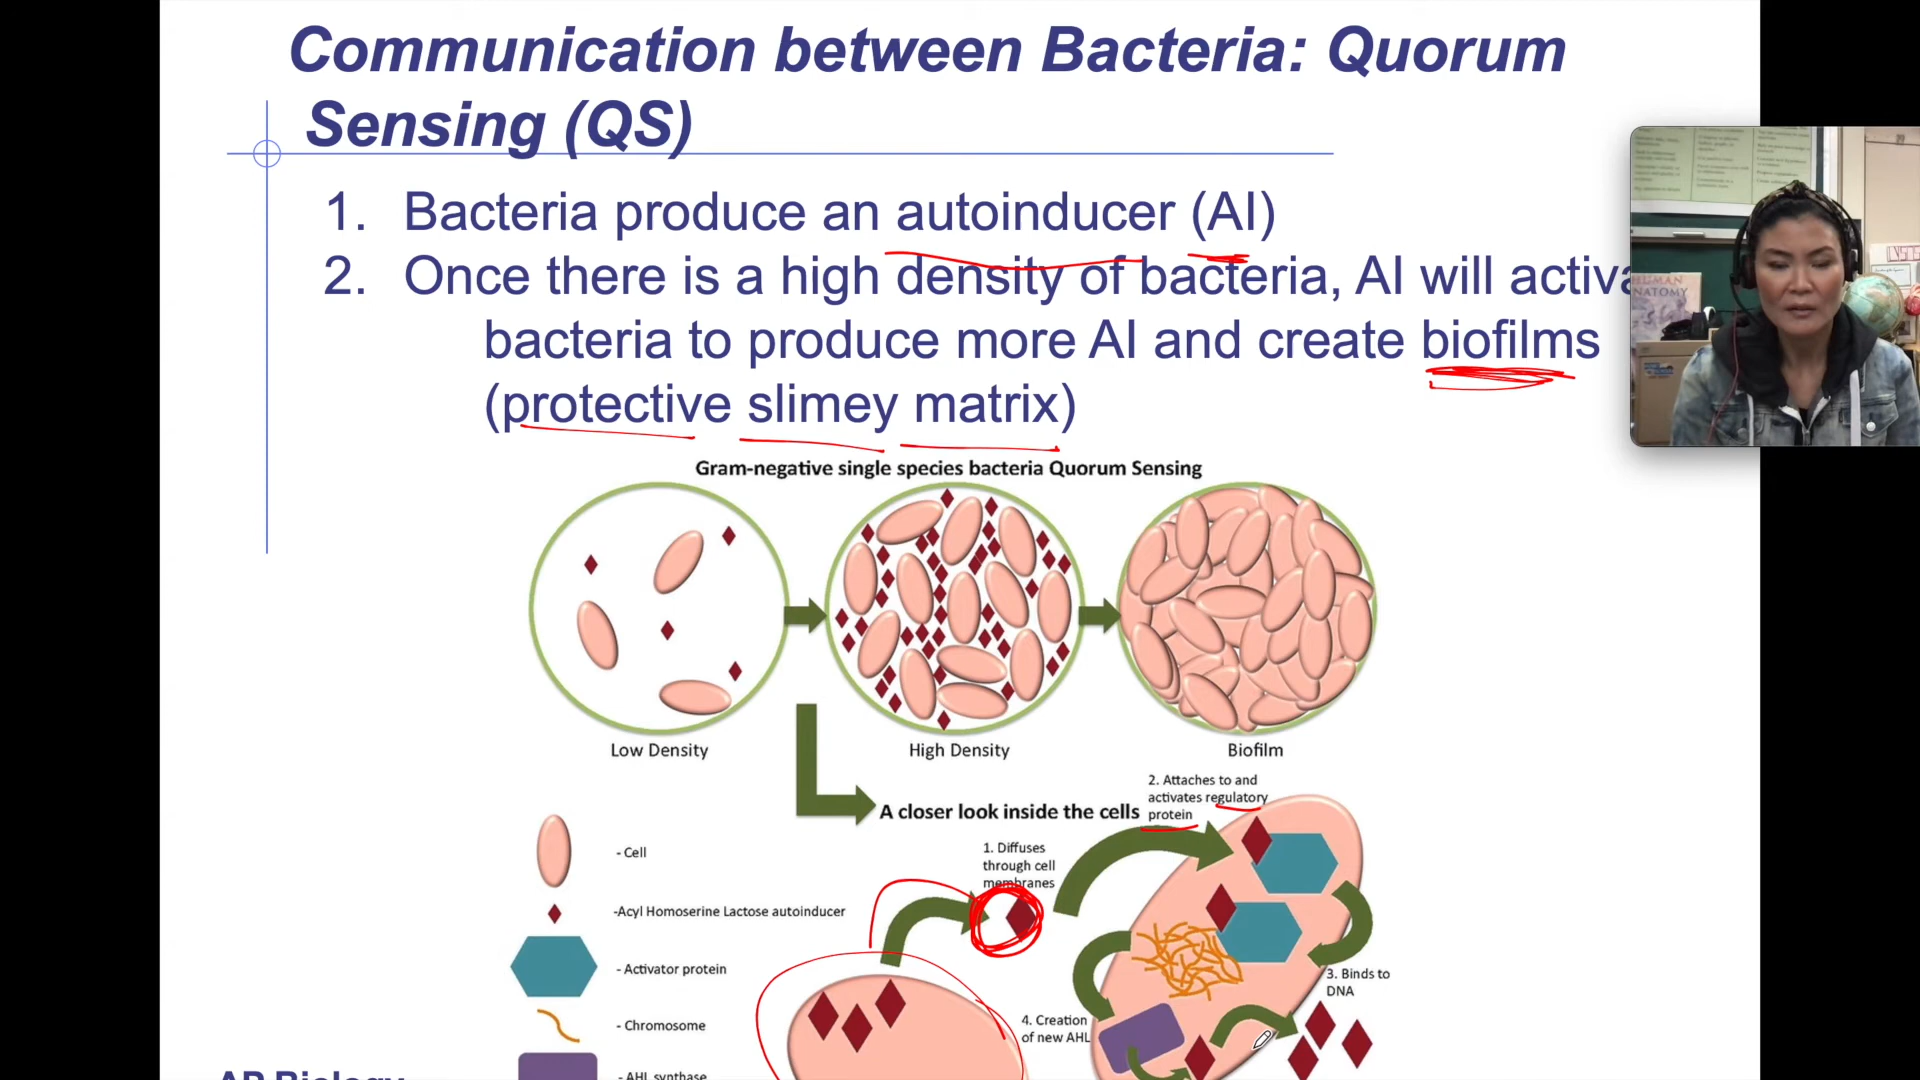 Communication between Bacteria: Quorum
Sensing (QS)
1. Bacteria produce an autoinducer (AI)
2. Once there is a high density of bacteria, AI will activa
bacteria to produce more AI and create biofilms
(protective slimey matrix)
HUMAN
ANATOMY
Gram-negative single species bacteria Quorum Sensing
Low Density
High Density
Biofilm
A closer look inside the cells
2. Attaches to and
activates regulatory
protein
1. Diffuses
through cell
membranes
- Cell
-Acyl Homoserine Lactose autoinducer
- Activator protein
- Chromosome
- AHL synthase
3. Binds to
DNA
4. Creation
of new AHL
AP Biology